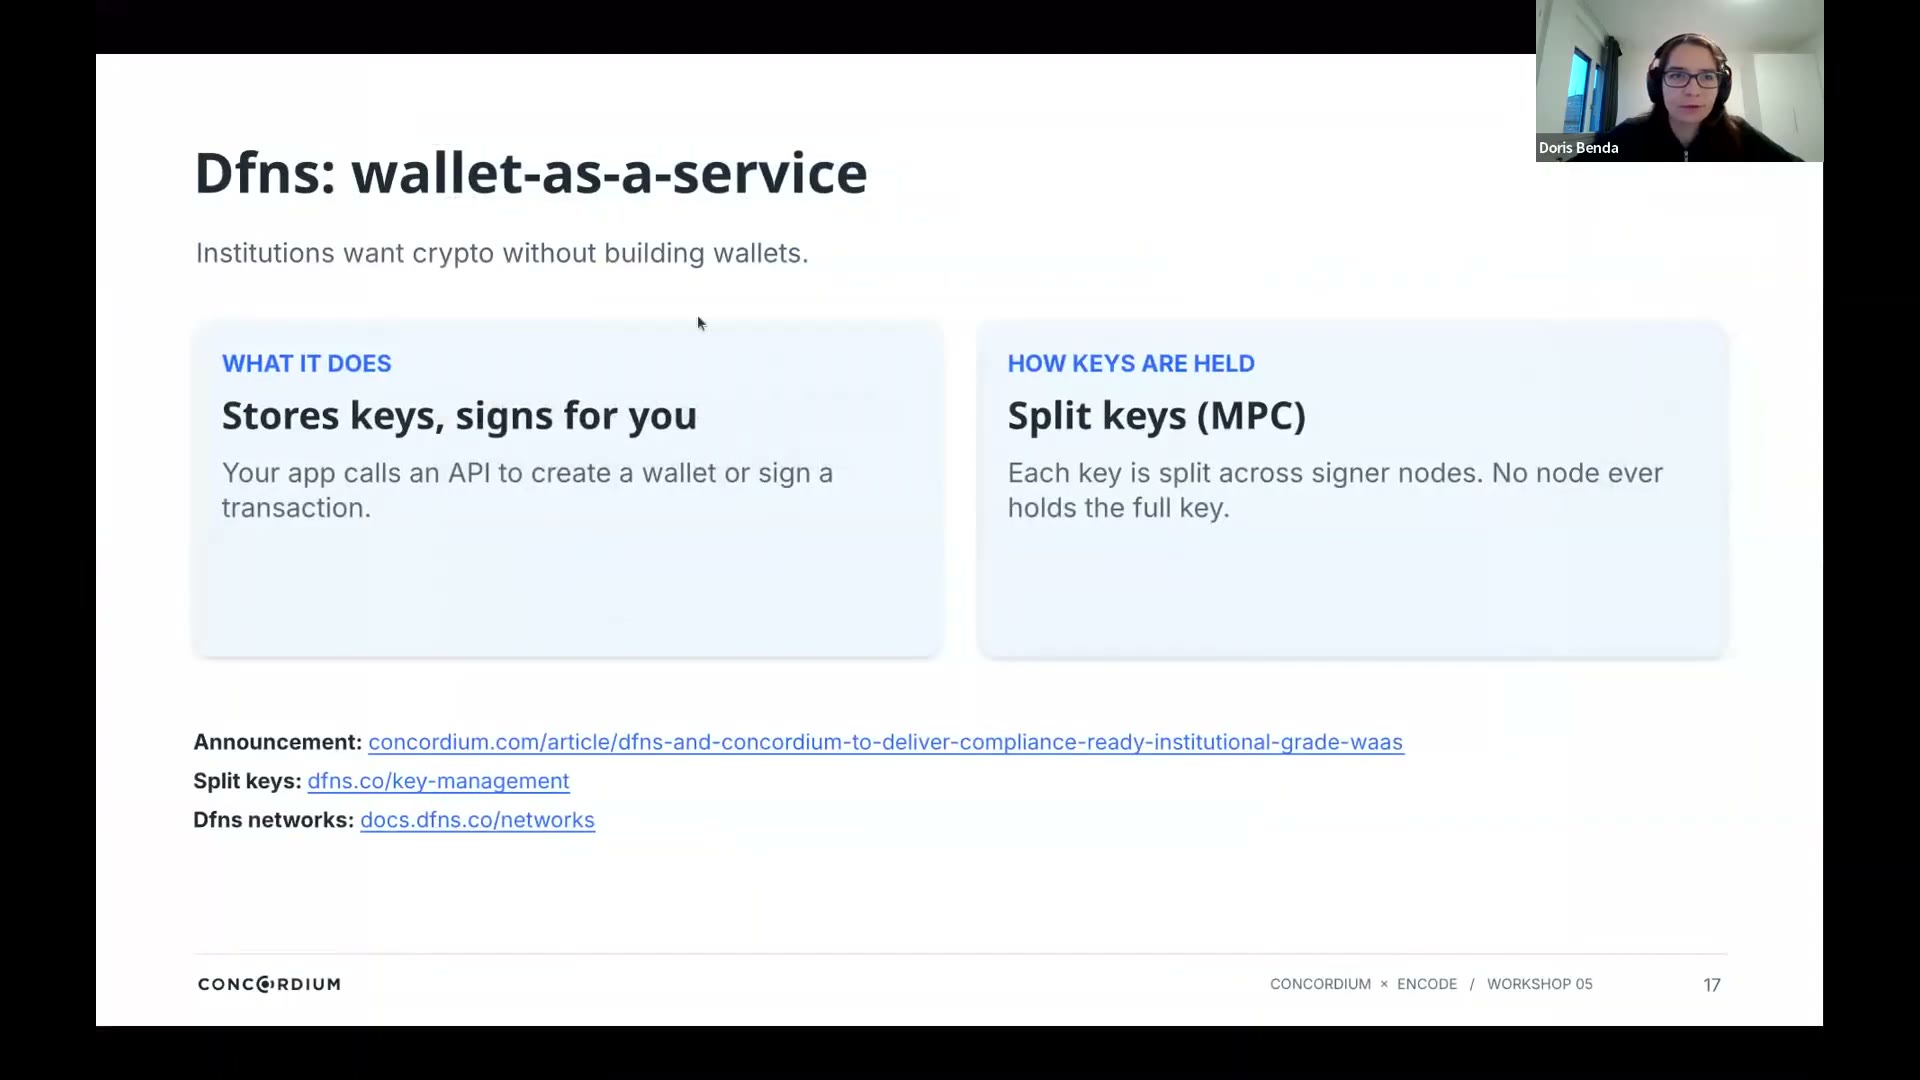 Doris Benda
Dfns: wallet-as-a-service
Institutions want crypto without building wallets.
WHAT IT DOES
Stores keys, signs for you
Your app calls an API to create a wallet or sign a
transaction.
HOW KEYS ARE HELD
Split keys (MPC)
Each key is split across signer nodes. No node ever
holds the full key.
Announcement: concordium.com/article/dfns-and-concordium-to-deliver-compliance-ready-institutional-grade-waas
Split keys: dfns.co/key-management
Dfns networks: docs.dfns.co/networks
CONCORDIUM
CONCORDIUM × ENCODE / WORKSHOP 05
17